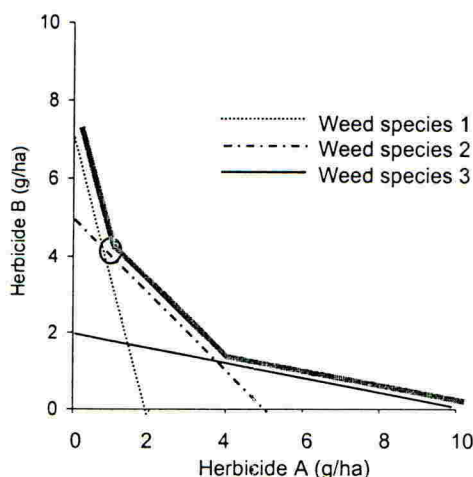 10
8
6
4
2
0
Herbicide B (g/ha)
Weed species 1
Weed species 2
Weed species 3
0 2 4 6 8 10
Herbicide A (g/ha)